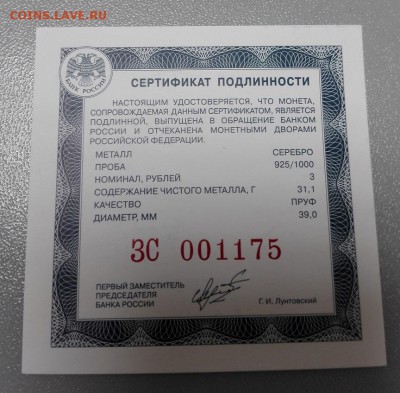 COINS.LAVE.RU
БАНК РОССИИ
СЕРТИФИКАТ ПОДЛИННОСТИ
НАСТОЯЩИМ УДОСТОВЕРЯЕТСЯ, ЧТО МОНЕТА,
СОПРОВОЖДАЕМАЯ ДАННЫМ СЕРТИФИКАТОМ, ЯВЛЯЕТСЯ
ПОДЛИННОЙ, ВЫПУЩЕНА В ОБРАЩЕНИЕ БАНКОМ
РОССИИ И ОТЧЕКАНЕНА МОНЕТНЫМИ ДВОРАМИ
РОССИЙСКОЙ ФЕДЕРАЦИИ.
МЕТАЛЛ СЕРЕБРО
ПРОБА 925/1000
НОМИНАЛ, РУБЛЕЙ 3
СОДЕРЖАНИЕ ЧИСТОГО МЕТАЛЛА, Г 31,1
КАЧЕСТВО ПРУФ
ДИАМЕТР, ММ 39,0
ЗС 001175
ПЕРВЫЙ ЗАМЕСТИТЕЛЬ
ПРЕДСЕДАТЕЛЯ
БАНКА РОССИИ Г. И. Лунтовский